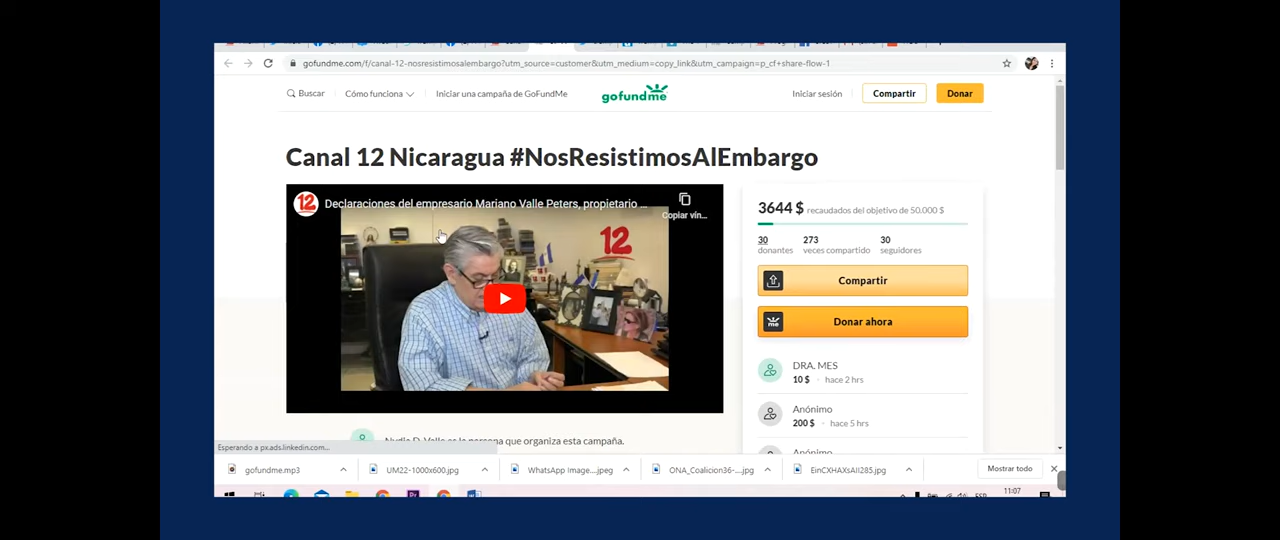 gofundme.com/f/canal-12-nosresistimosalembargo?utm_source=customer&utm_medium=copy_link&utm_campaign=p_cf+share-flow-1
Buscar
Cómo funciona
Iniciar una campaña de GoFundMe
gofundme
Iniciar sesión
Compartir
Donar
Canal 12 Nicaragua #NosResistimosAlEmbargo
12
Declaraciones del empresario Mariano Valle Peters, propietario ...
Copiar vín...
12
3644 $ recaudados del objetivo de 50.000 $
30
donantes
273
veces compartido
30
seguidores
Compartir
me
Donar ahora
DRA. MES
10 $ · hace 2 hrs
Anónimo
200 $ · hace 5 hrs
Nydia D. Valle es la persona que organiza esta campaña.
Esperando a px.ads.linkedin.com...
gofundme.mp3
UM22-1000x600.jpg
WhatsApp Image....jpeg
ONA_Coalicion36-....jpg
EinCXHAXsAII285.jpg
Mostrar todo
ESP
11:07